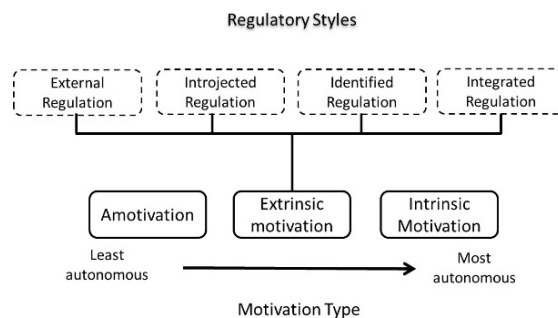 Regulatory Styles
External
Regulation
Introjected
Regulation
Identified
Regulation
Integrated
Regulation
Amotivation
Extrinsic
motivation
Intrinsic
Motivation
Least
autonomous
Most
autonomous
Motivation Type